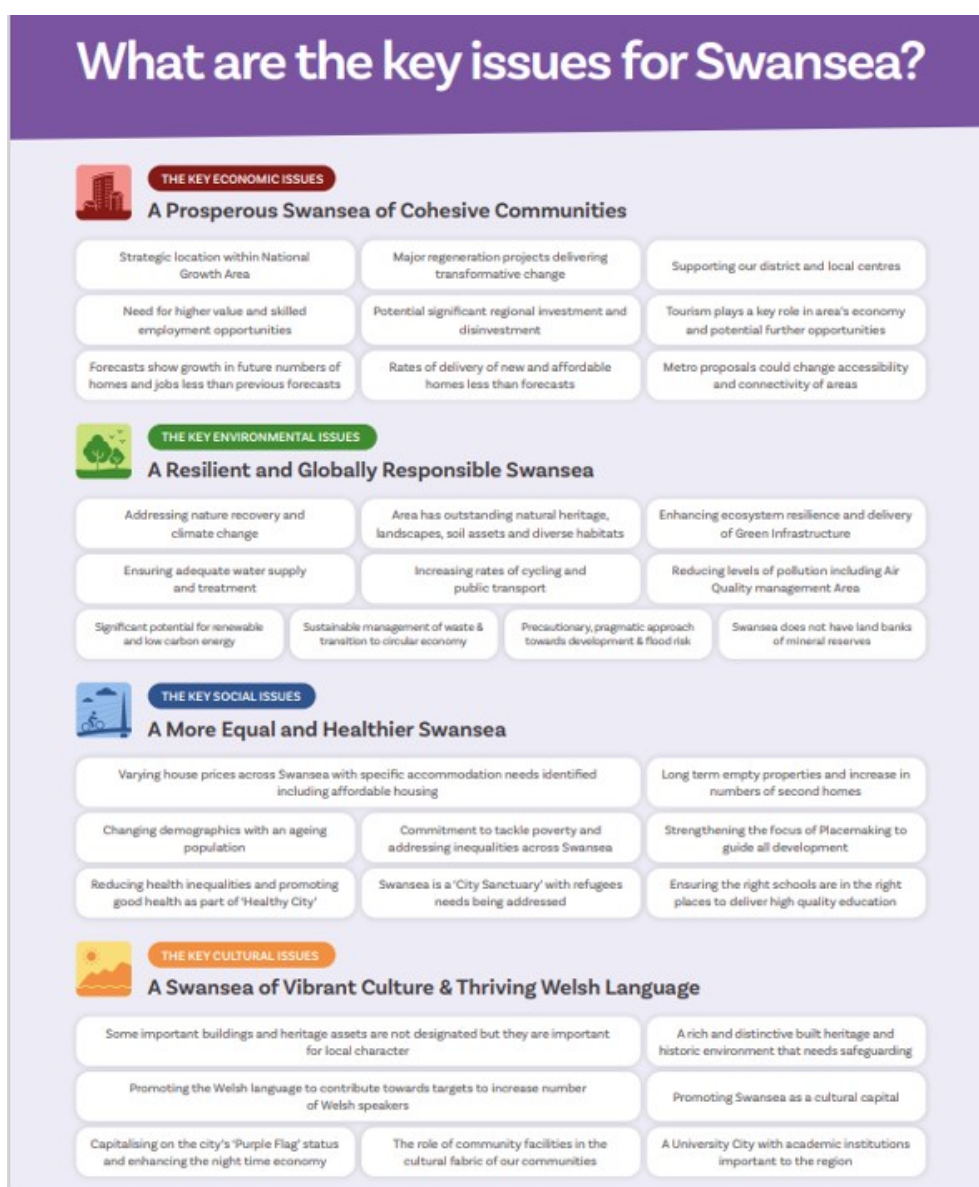 What are the key issues for Swansea?
THE KEY ECONOMIC ISSUES
A Prosperous Swansea of Cohesive Communities
Strategic location within National
Growth Area
Major regeneration projects delivering
transformative change
Supporting our district and local centres
Need for higher value and skilled
employment opportunities
Potential significant regional investment and
disinvestment
Tourism plays a key role in area's economy
and potential further opportunities
Forecasts show growth in future numbers of
homes and jobs less than previous forecasts
Rates of delivery of new and affordable
homes less than forecasts
Metro proposals could change accessibility
and connectivity of areas
THE KEY ENVIRONMENTAL ISSUES
A Resilient and Globally Responsible Swansea
Addressing nature recovery and
climate change
Area has outstanding natural heritage,
landscapes, soil assets and diverse habitats
Enhancing ecosystem resilience and delivery
of Green Infrastructure
Ensuring adequate water supply
and treatment
Increasing rates of cycling and
public transport
Reducing levels of pollution including Air
Quality management Area
Significant potential for renewable
and low carbon energy
Sustainable management of waste &
transition to circular economy
Precautionary, pragmatic approach
towards development & flood risk
Swansea does not have land banks
of mineral reserves
THE KEY SOCIAL ISSUES
A More Equal and Healthier Swansea
Varying house prices across Swansea with specific accommodation needs identified
including affordable housing
Long term empty properties and increase in
numbers of second homes
Changing demographics with an ageing
population
Commitment to tackle poverty and
addressing inequalities across Swansea
Strengthening the focus of Placemaking to
guide all development
Reducing health inequalities and promoting
good health as part of 'Healthy City'
Swansea is a 'City Sanctuary' with refugees
needs being addressed
Ensuring the right schools are in the right
places to deliver high quality education
THE KEY CULTURAL ISSUES
A Swansea of Vibrant Culture & Thriving Welsh Language
Some important buildings and heritage assets are not designated but they are important
for local character
A rich and distinctive built heritage and
historic environment that needs safeguarding
Promoting the Welsh language to contribute towards targets to increase number
of Welsh speakers
Promoting Swansea as a cultural capital
Capitalising on the city's 'Purple Flag' status
and enhancing the night time economy
The role of community facilities in the
cultural fabric of our communities
A University City with academic institutions
important to the region